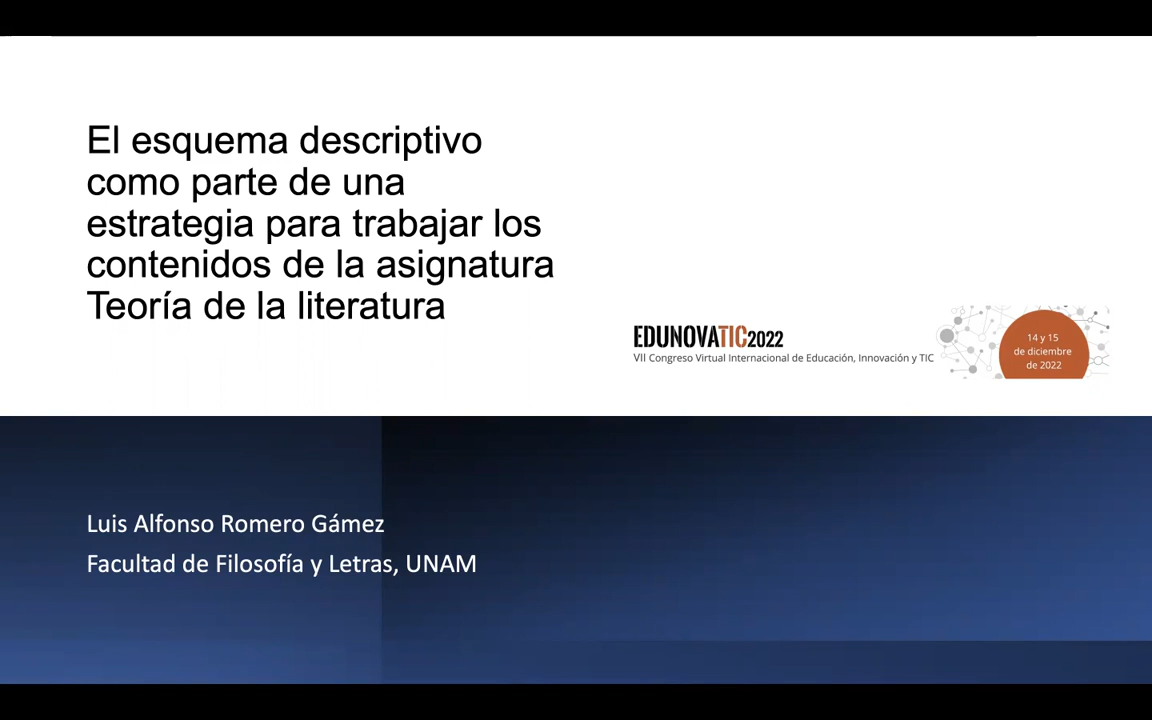 El esquema descriptivo
como parte de una
estrategia para trabajar los
contenidos de la asignatura
Teoría de la literatura
EDUNOVATIC2022
VII Congreso Virtual Internacional de Educación, Innovación y TIC
14 y 15
de diciembre
de 2022
Luis Alfonso Romero Gámez
Facultad de Filosofía y Letras, UNAM